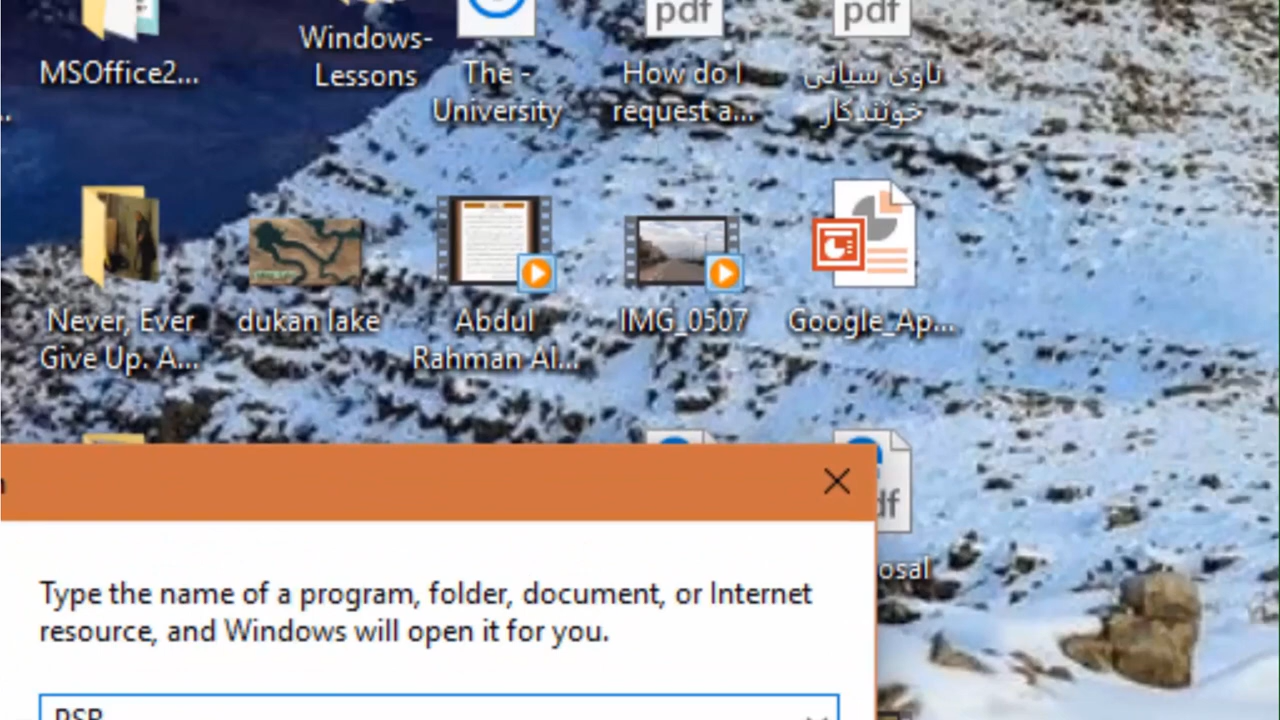 pdf
pdf
MSOffice2...
Windows-
Lessons
The -
University
How do I
request a...
ناوی سیانی
خوێندکار
Never, Ever
Give Up. A...
dukan lake
Abdul
Rahman Al...
IMG_0507
Google_Ap...
Type the name of a program, folder, document, or Internet
resource, and Windows will open it for you.